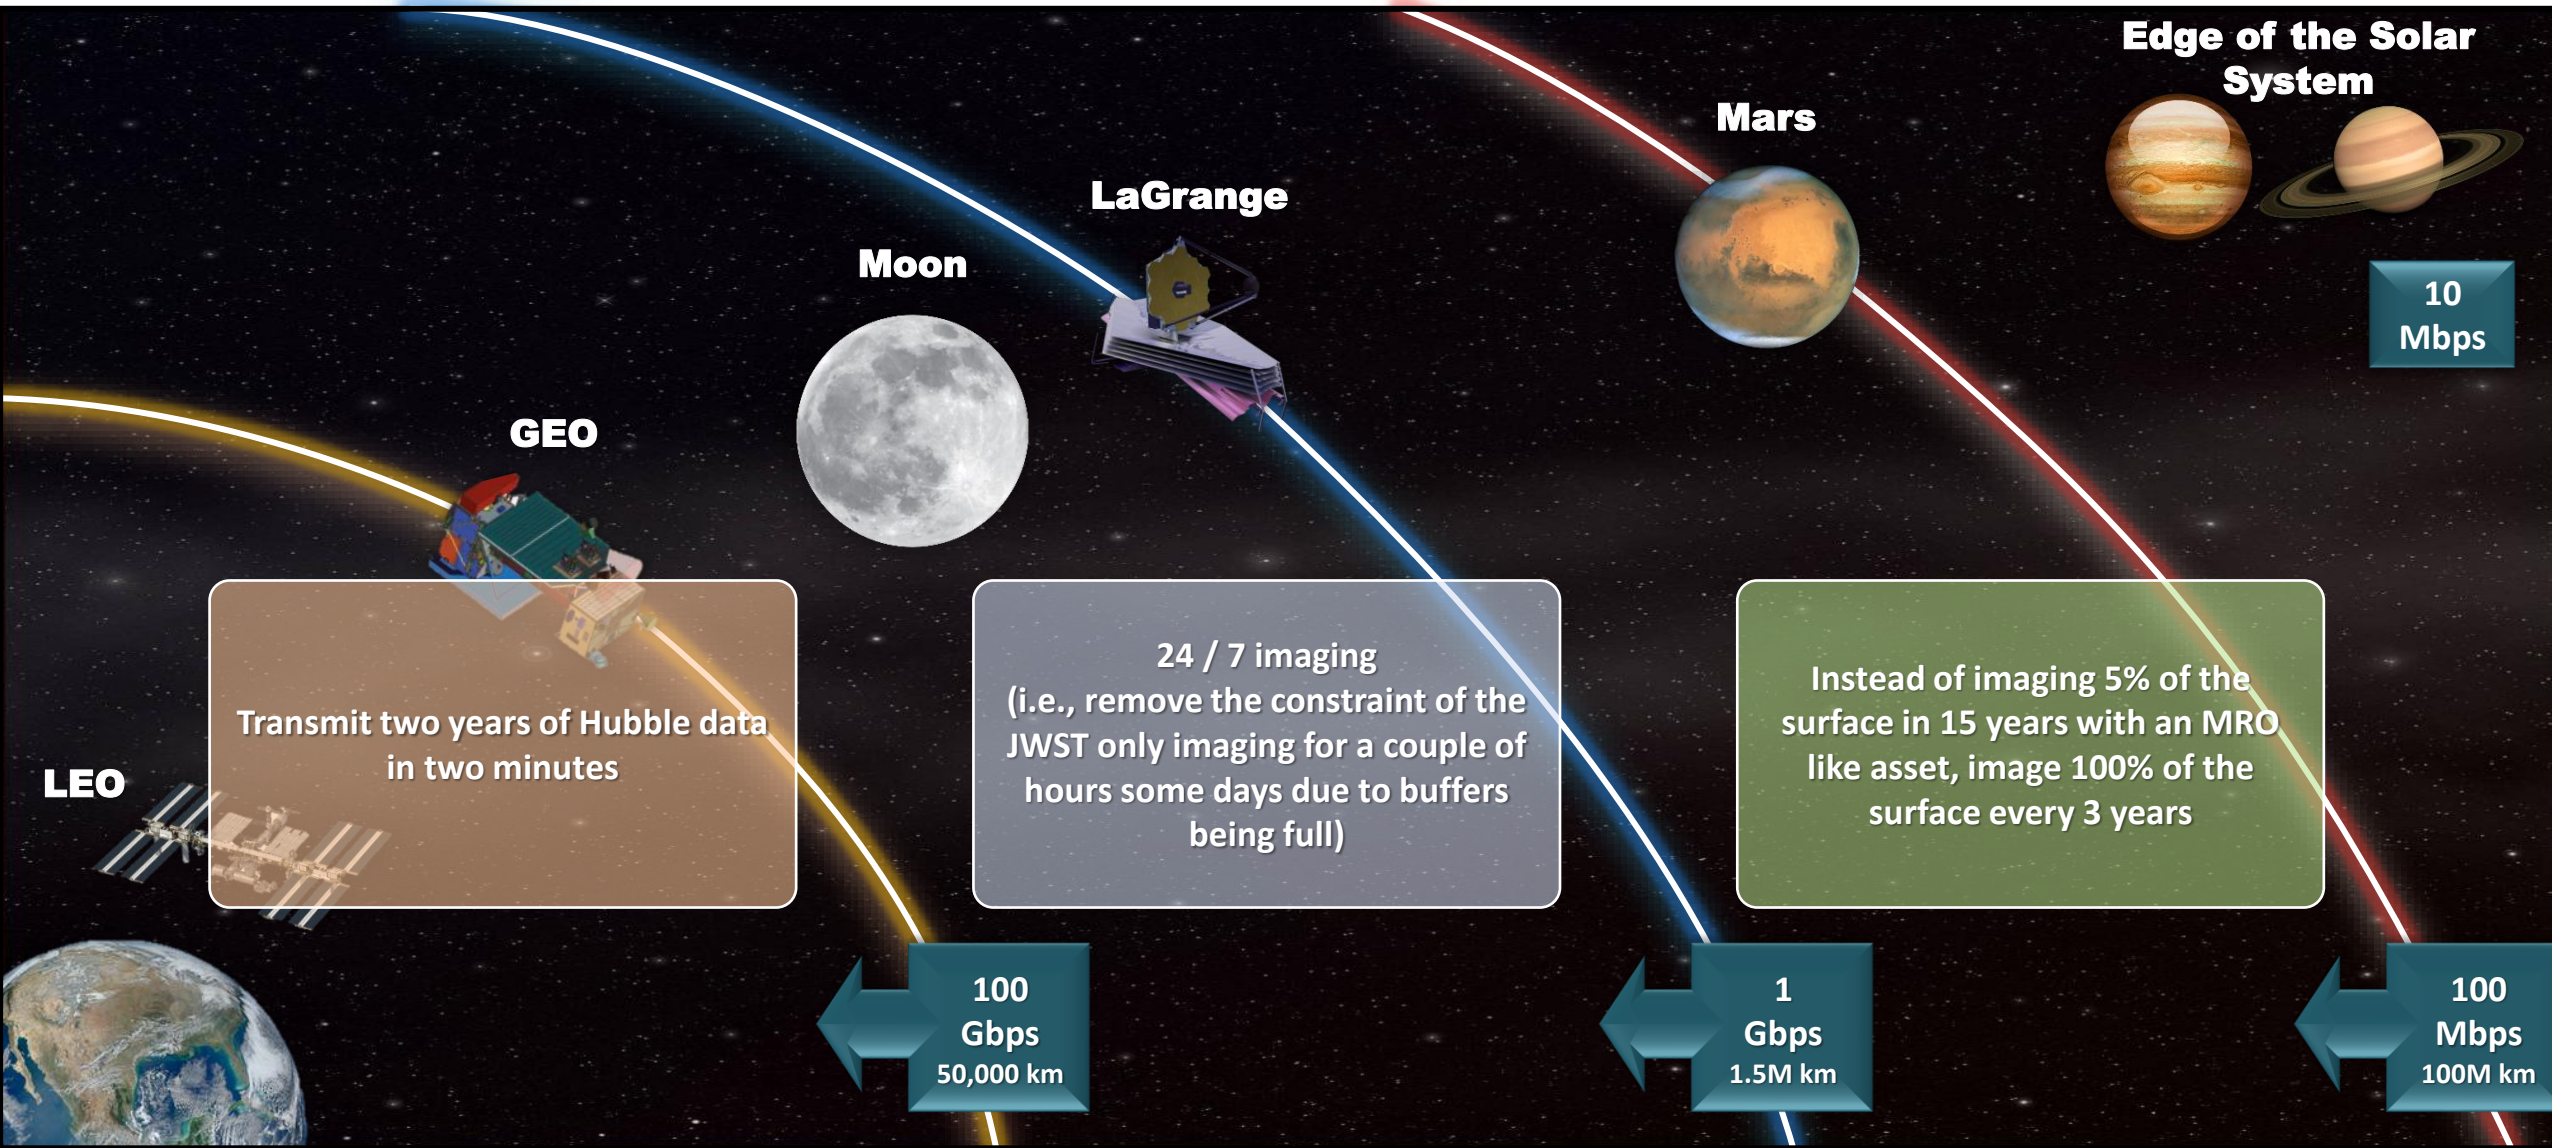 Edge of the Solar
System
Mars
LaGrange
Moon
GEO
LEO
10
Mbps
Transmit two years of Hubble data
in two minutes
24 / 7 imaging
(i.e., remove the constraint of the
JWST only imaging for a couple of
hours some days due to buffers
being full)
Instead of imaging 5% of the
surface in 15 years with an MRO
like asset, image 100% of the
surface every 3 years
100
Gbps
50,000 km
1
Gbps
1.5M km
100
Mbps
100M km